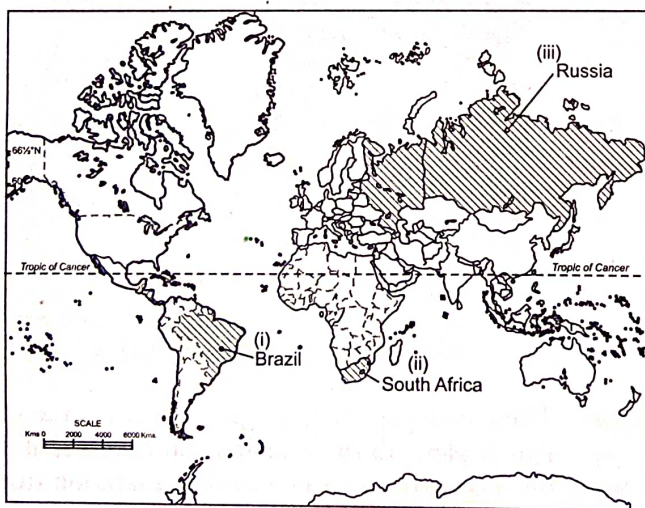 (iii)
Russia
66½°N
60
Tropic of Cancer
Tropic of Cancer
(i)
Brazil
(ii)
South Africa
SCALE
Kms 0 2000 4000 6000 Kms.